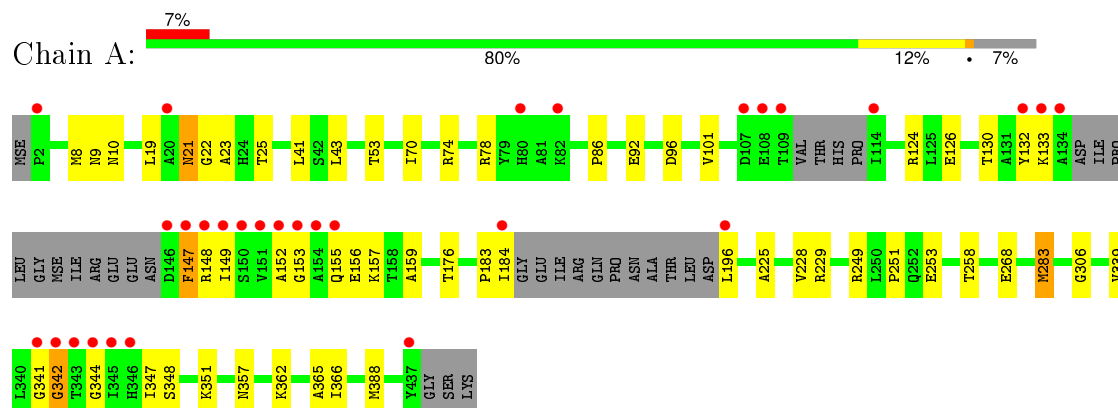 7%
Chain A:
80% 12% • 7%
MSE P2 M8 N9 N10 L19 A20 N21 G22 A23 H24 T25 L41 S42 L43 T53 I70 R74 R78 Y79 H80 A81 K82 P86 E92 D96 V101 D107 E108 T109 VAL THR HIS PRO I114 R124 L125 E126 T130 A131 Y132 K133 A134 ASP ILE PRO
LEU GLY MSE ILE ARG GLU GLU ASN D146 F147 R148 I149 S150 V151 A152 G153 A154 Q155 E156 K157 T158 A159 T176 P183 I184 GLY GLU ILE ARG GLN PRO ASN ALA THR LEU ASP L196 A225 V228 R229 R249 L250 P251 Q252 E253 T258 E268 M283 G306 V339
L340 G341 G342 T343 G344 I345 H346 I347 S348 K351 N357 K362 A365 I366 M388 Y437 GLY SER LYS